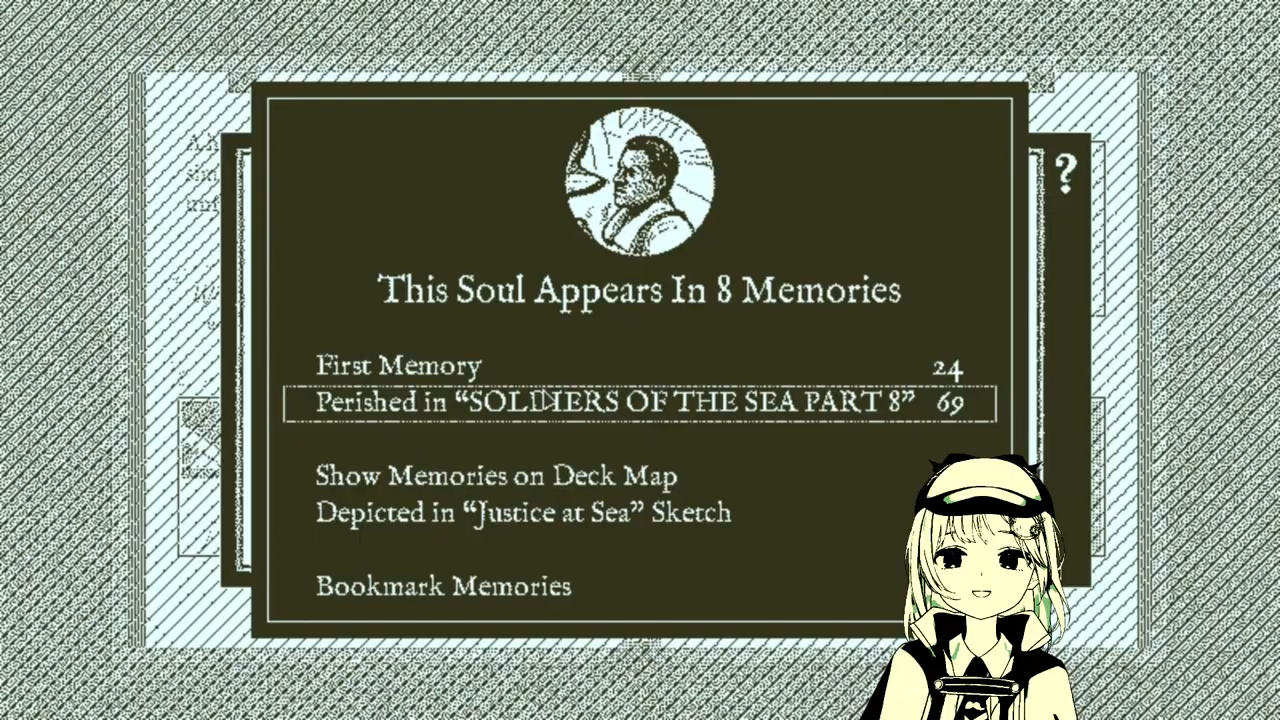 ?
This Soul Appears In 8 Memories
First Memory 24
Perished in “SOLDIERS OF THE SEA PART 8” 69
Show Memories on Deck Map
Depicted in “Justice at Sea” Sketch
Bookmark Memories